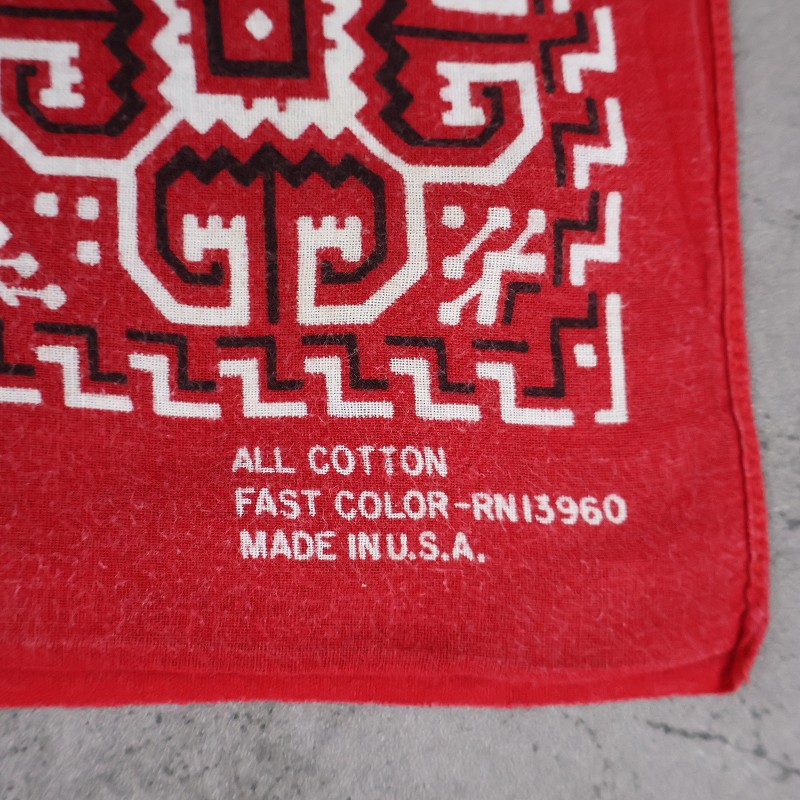 ALL COTTON
FAST COLOR-RN13960
MADE IN U.S.A.